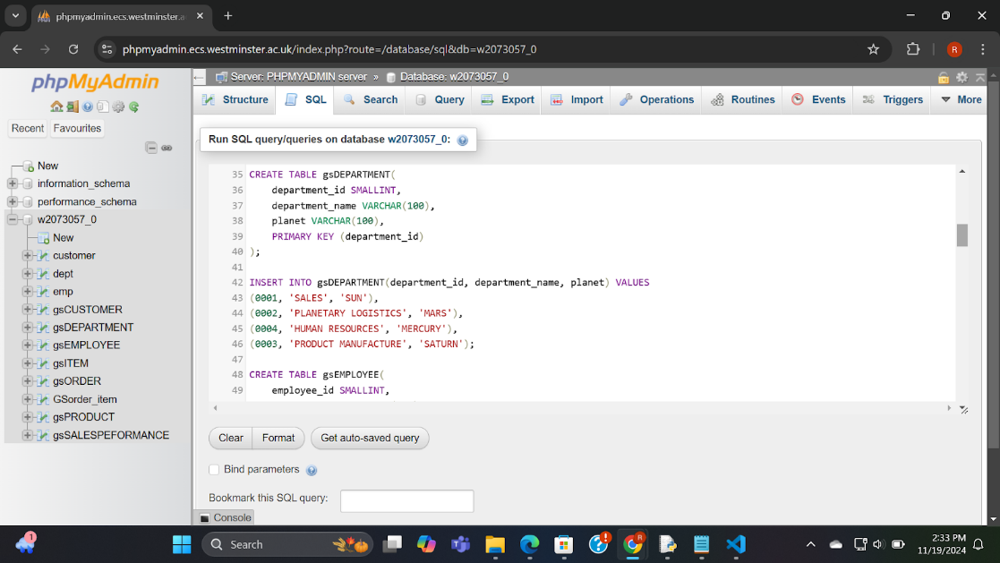 phpmyadmin.ecs.westminster.a
phpmyadmin.ecs.westminster.ac.uk/index.php?route=/database/sql&db=w2073057_0
R
phpMyAdmin
Recent
Favourites
New
information_schema
performance_schema
w2073057_0
New
customer
dept
emp
gsCUSTOMER
gsDEPARTMENT
gsEMPLOYEE
gsITEM
gsORDER
GSorder_item
gsPRODUCT
gsSALESPEFORMANCE
Server: PHPMYADMIN server » Database: w2073057_0
Structure SQL Search Query Export Import Operations Routines Events Triggers More
Run SQL query/queries on database w2073057_0:
35 CREATE TABLE gsDEPARTMENT(
36 department_id SMALLINT,
37 department_name VARCHAR(100),
38 planet VARCHAR(100),
39 PRIMARY KEY (department_id)
40 );
41
42 INSERT INTO gsDEPARTMENT(department_id, department_name, planet) VALUES
43 (0001, 'SALES', 'SUN'),
44 (0002, 'PLANETARY LOGISTICS', 'MARS'),
45 (0004, 'HUMAN RESOURCES', 'MERCURY'),
46 (0003, 'PRODUCT MANUFACTURE', 'SATURN');
47
48 CREATE TABLE gsEMPLOYEE(
49 employee_id SMALLINT,
Clear Format Get auto-saved query
Bind parameters
Bookmark this SQL query:
Console
1
Search
R
2:33 PM
11/19/2024